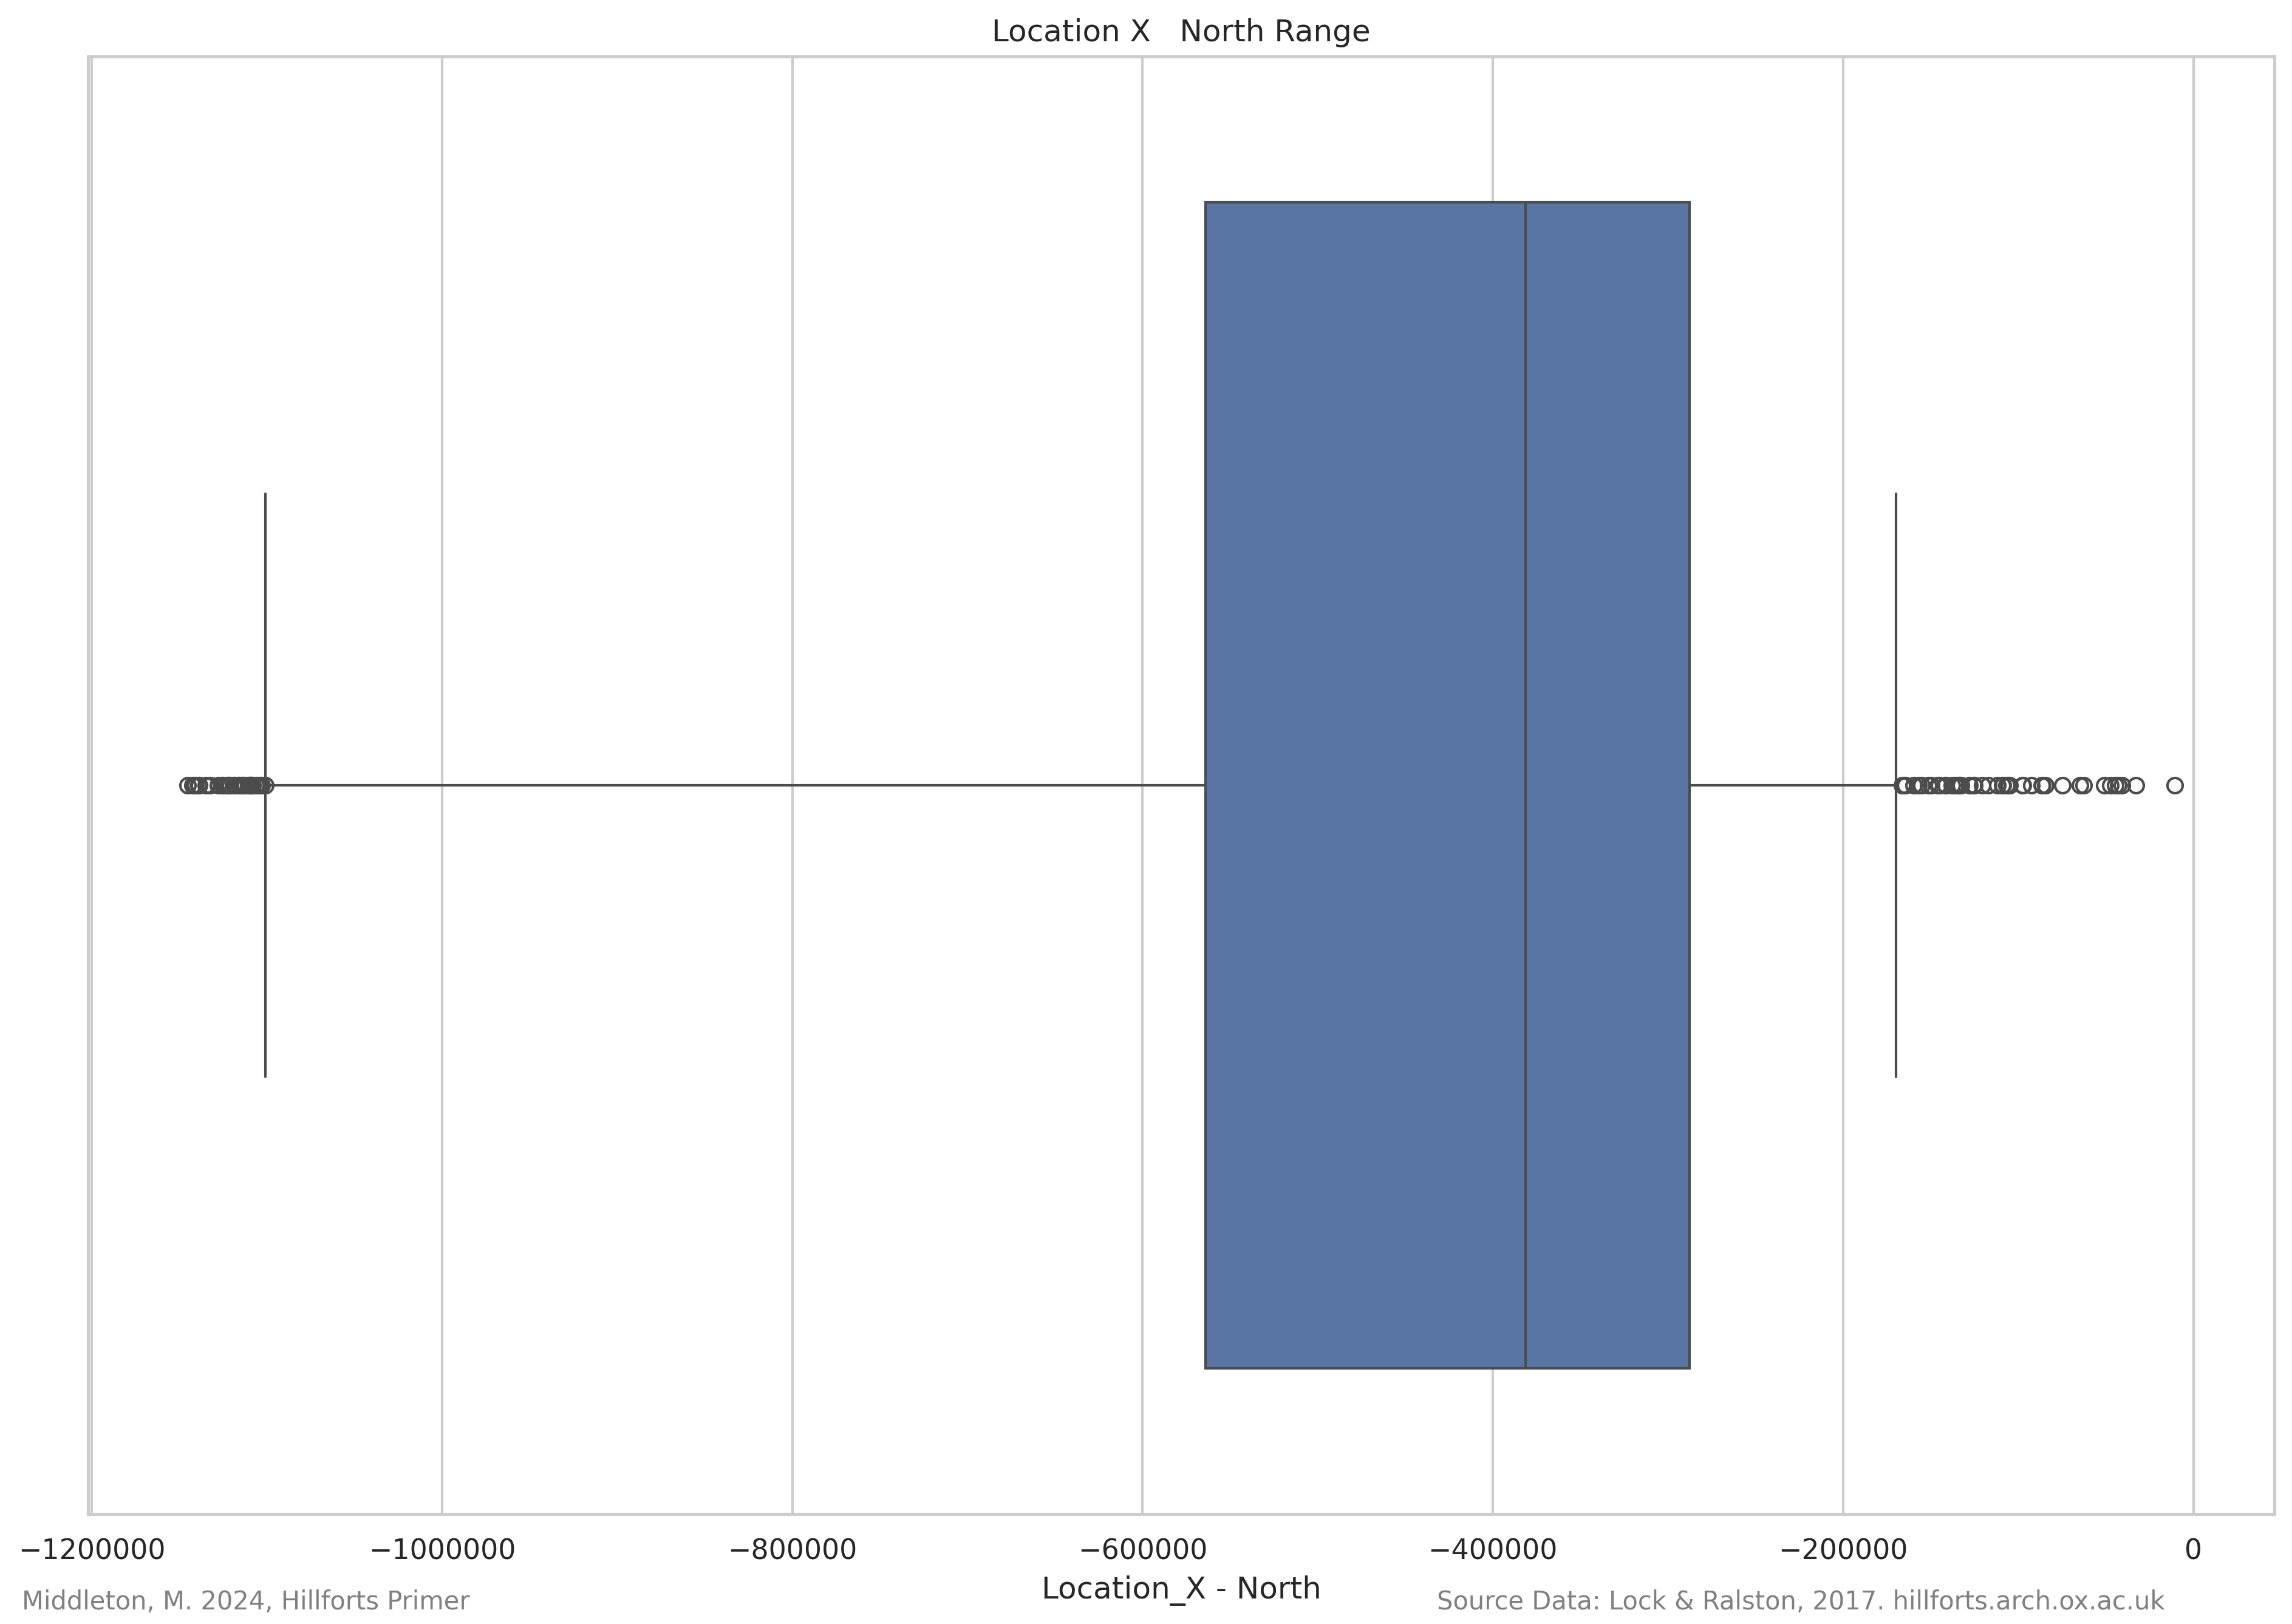 Location X   North Range
−1200000 −1000000 −800000 −600000 −400000 −200000 0
Location_X - North
Middleton, M. 2024, Hillforts Primer
Source Data: Lock & Ralston, 2017. hillforts.arch.ox.ac.uk